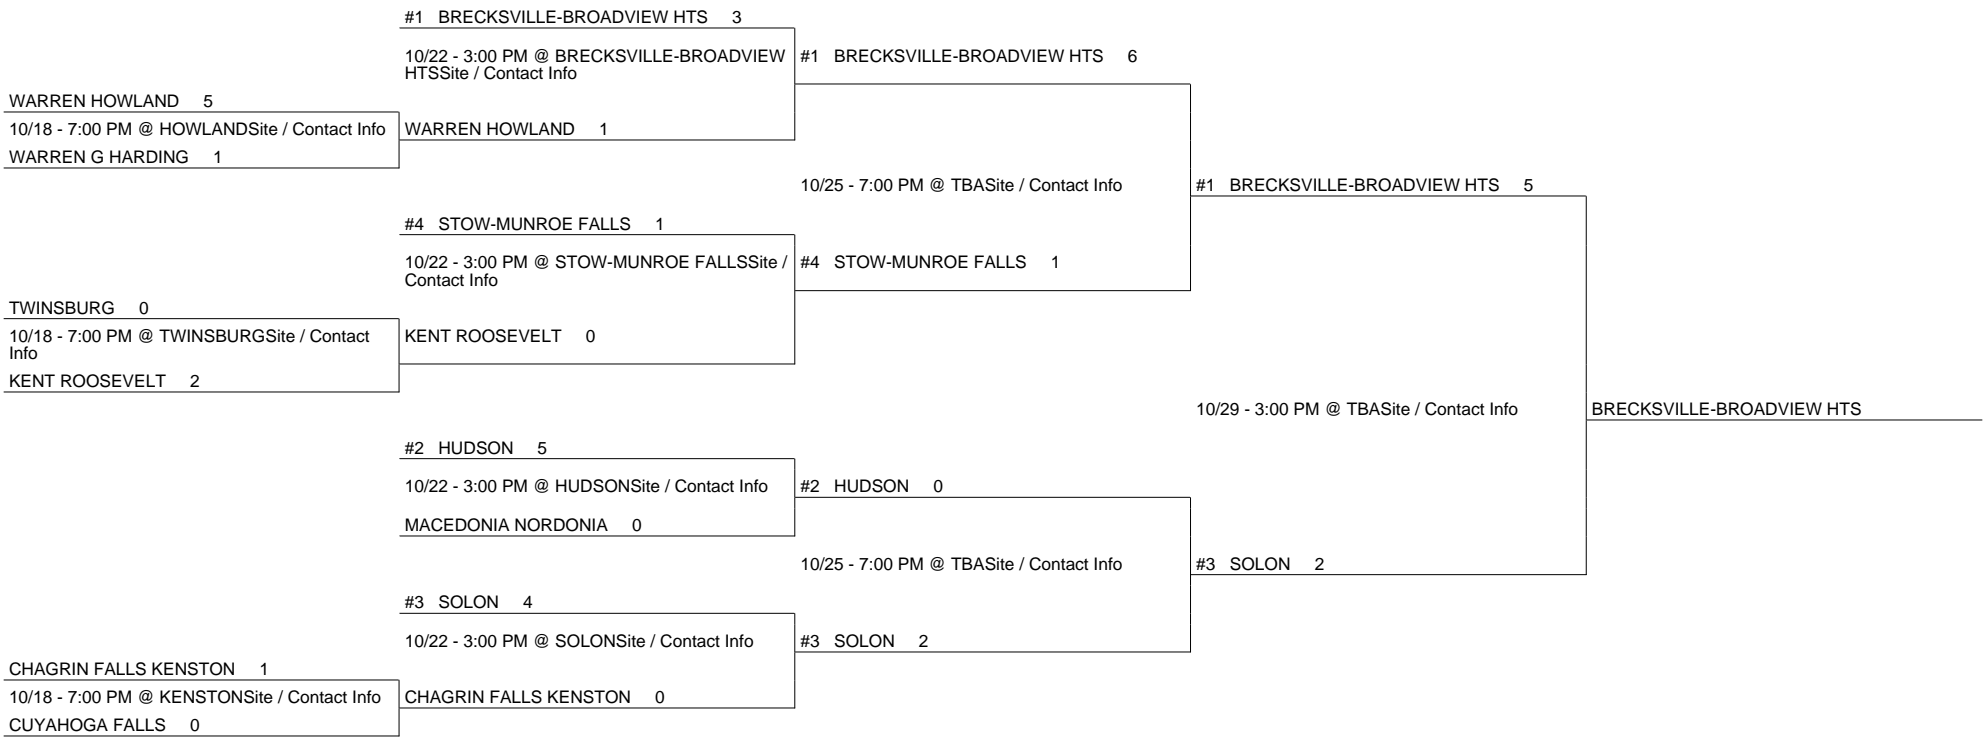 #1 BRECKSVILLE-BROADVIEW HTS 3
10/22 - 3:00 PM @ BRECKSVILLE-BROADVIEW
HTSSite / Contact Info
#1 BRECKSVILLE-BROADVIEW HTS 6
WARREN HOWLAND 5
10/18 - 7:00 PM @ HOWLANDSite / Contact Info
WARREN HOWLAND 1
WARREN G HARDING 1
10/25 - 7:00 PM @ TBASite / Contact Info
#1 BRECKSVILLE-BROADVIEW HTS 5
#4 STOW-MUNROE FALLS 1
10/22 - 3:00 PM @ STOW-MUNROE FALLSSite /
Contact Info
#4 STOW-MUNROE FALLS 1
TWINSBURG 0
10/18 - 7:00 PM @ TWINSBURGSite / Contact
Info
KENT ROOSEVELT 0
KENT ROOSEVELT 2
10/29 - 3:00 PM @ TBASite / Contact Info
BRECKSVILLE-BROADVIEW HTS
#2 HUDSON 5
10/22 - 3:00 PM @ HUDSONSite / Contact Info
#2 HUDSON 0
MACEDONIA NORDONIA 0
10/25 - 7:00 PM @ TBASite / Contact Info
#3 SOLON 2
#3 SOLON 4
10/22 - 3:00 PM @ SOLONSite / Contact Info
#3 SOLON 2
CHAGRIN FALLS KENSTON 1
10/18 - 7:00 PM @ KENSTONSite / Contact Info
CHAGRIN FALLS KENSTON 0
CUYAHOGA FALLS 0